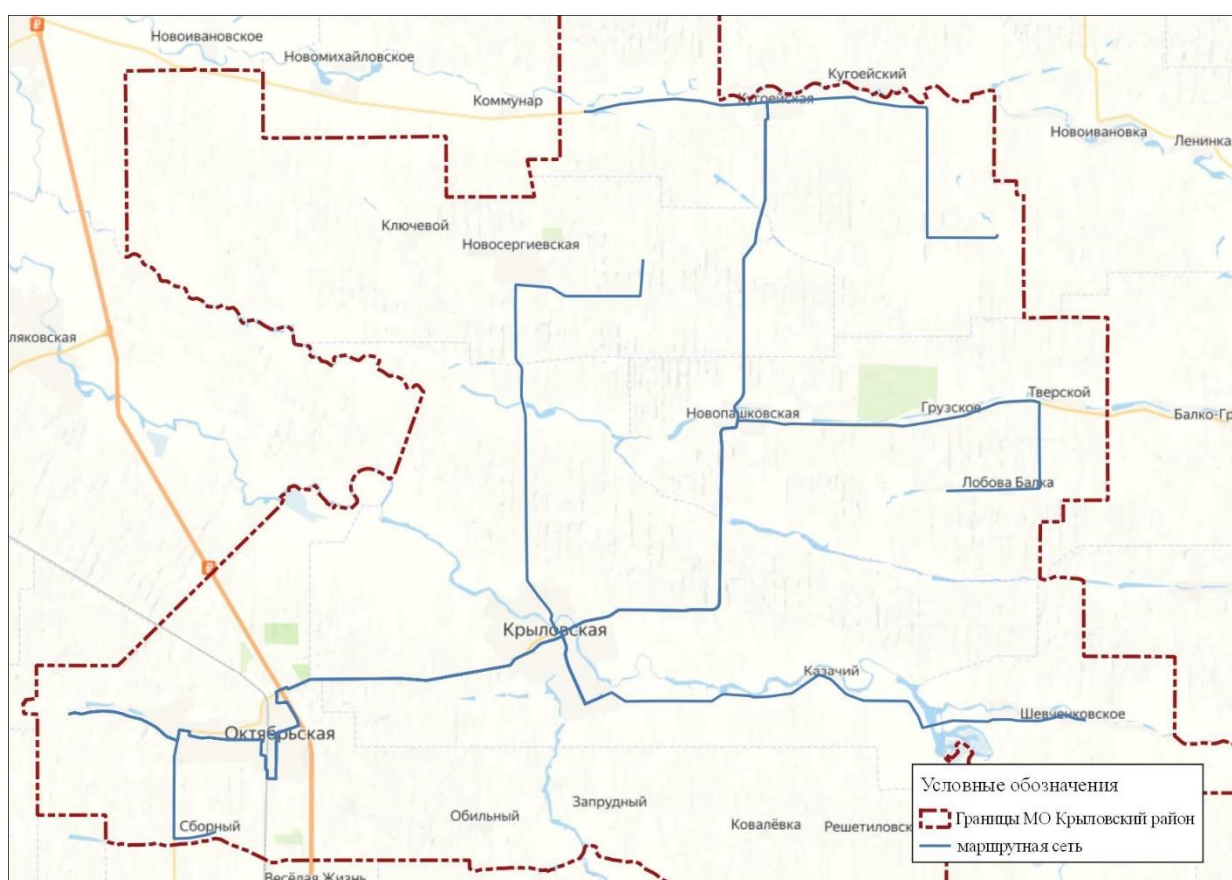 Новоивановское
Новомихайловское
Кугоейский
Коммунар
Кугоейская
Новоивановка
Ленинка
Ключевой
Новосергиевская
ляковская
Тверской
Новопашковская
Грузское
Балко-Гр
Лобова Балка
Крыловская
Казачий
Шевченковское
Октябрьская
Условные обозначения
Границы МО Крыловский район
маршрутная сеть
Запрудный
Обильный
Сборный
Ковалёвка
Решетиловск
Весёлая Жизнь